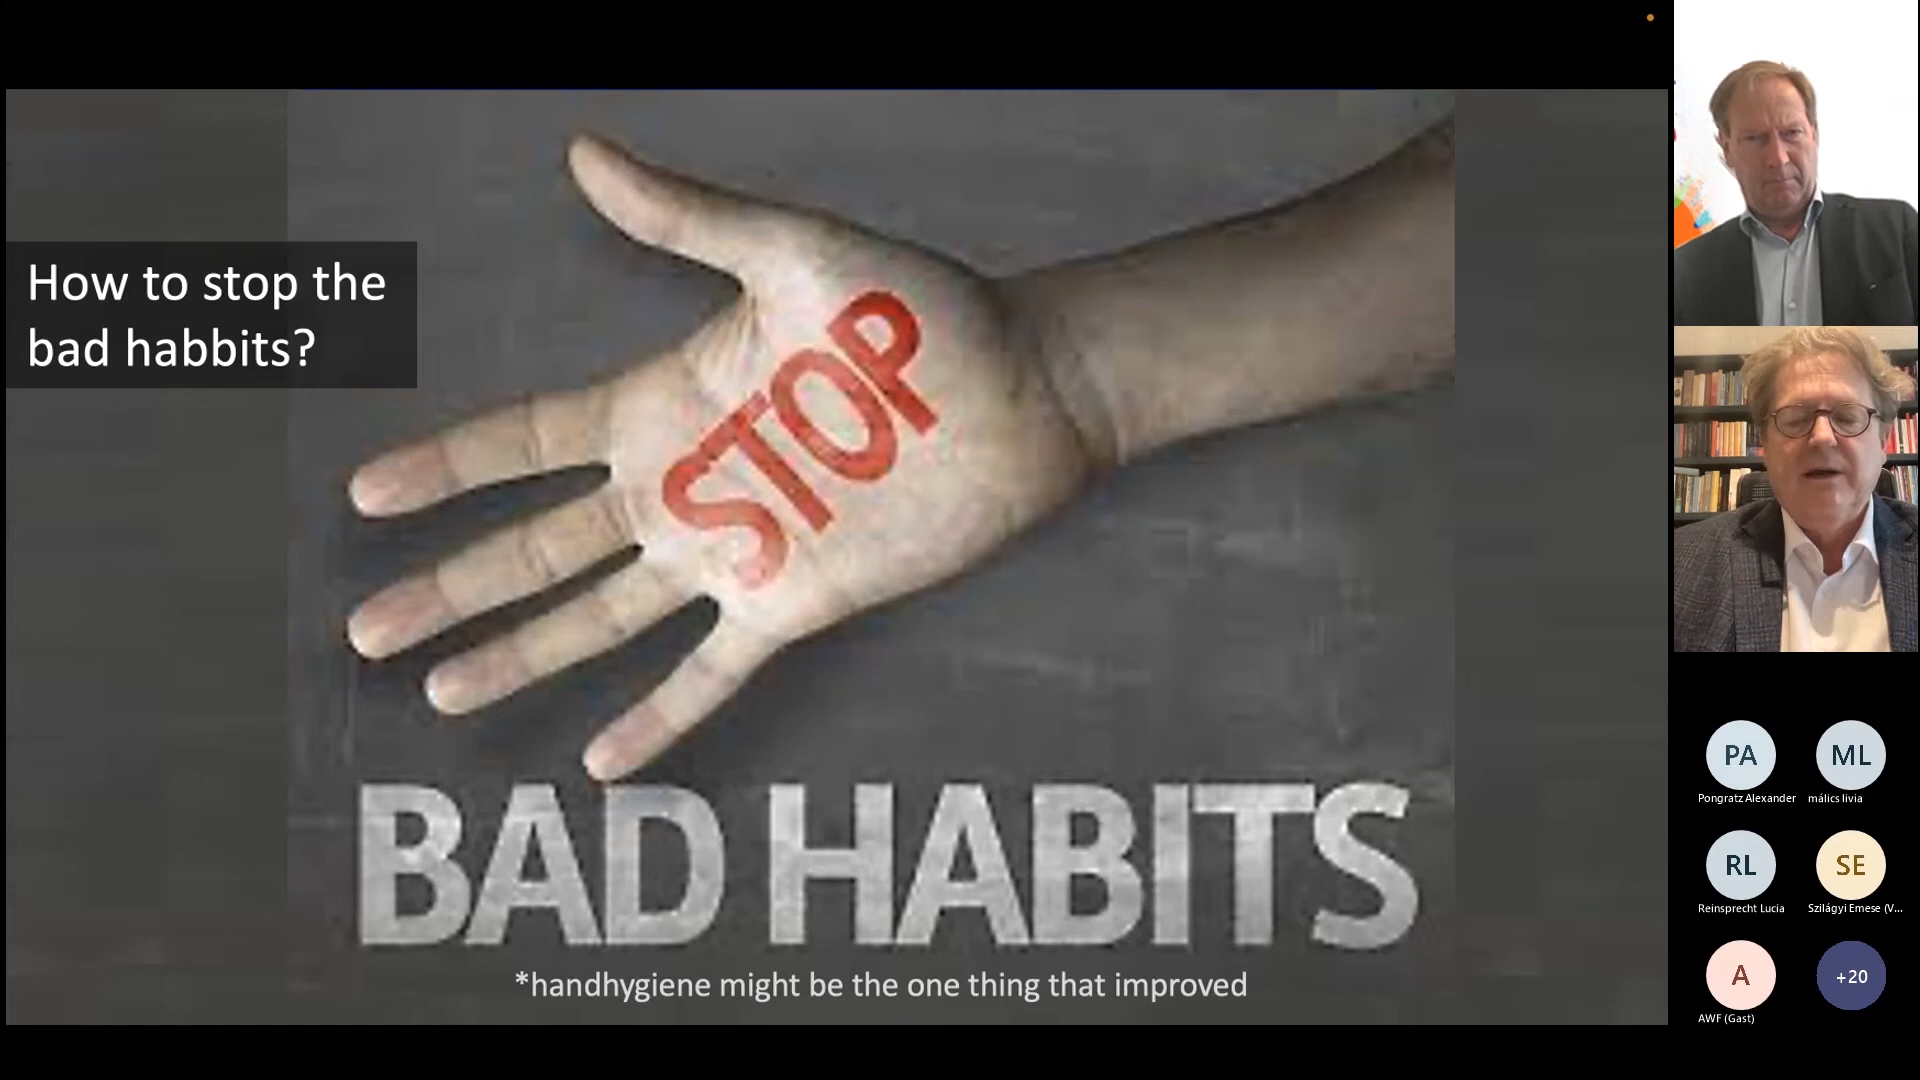 How to stop the
bad habbits?
STOP
BAD HABITS
*handhygiene might be the one thing that improved
PA
Pongratz Alexander
ML
málics livia
RL
Reinsprecht Lucia
SE
Szilágyi Emese (V...
A
AWF (Gast)
+20